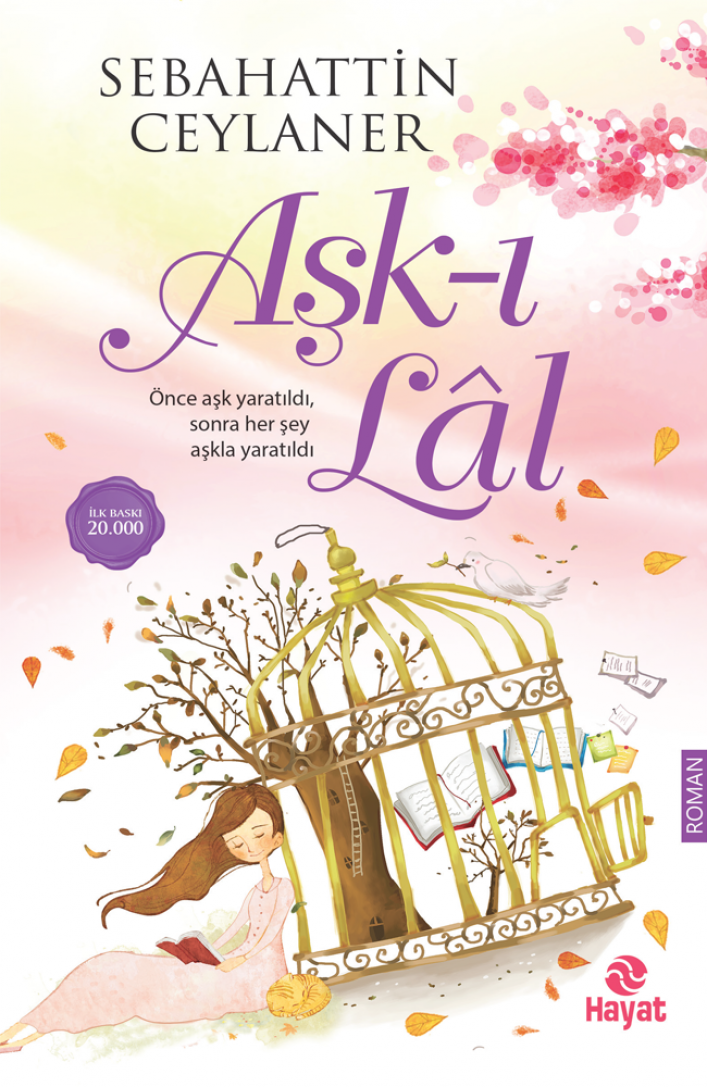 SEBAHATTİN
CEYLANER
Aşk-ı
Lâl
Önce aşk yaratıldı,
sonra her şey
aşkla yaratıldı
İLK BASKI
20.000
ROMAN
Hayat